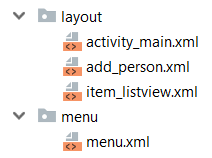 layout
activity_main.xml
add_person.xml
item_listview.xml
menu
menu.xml